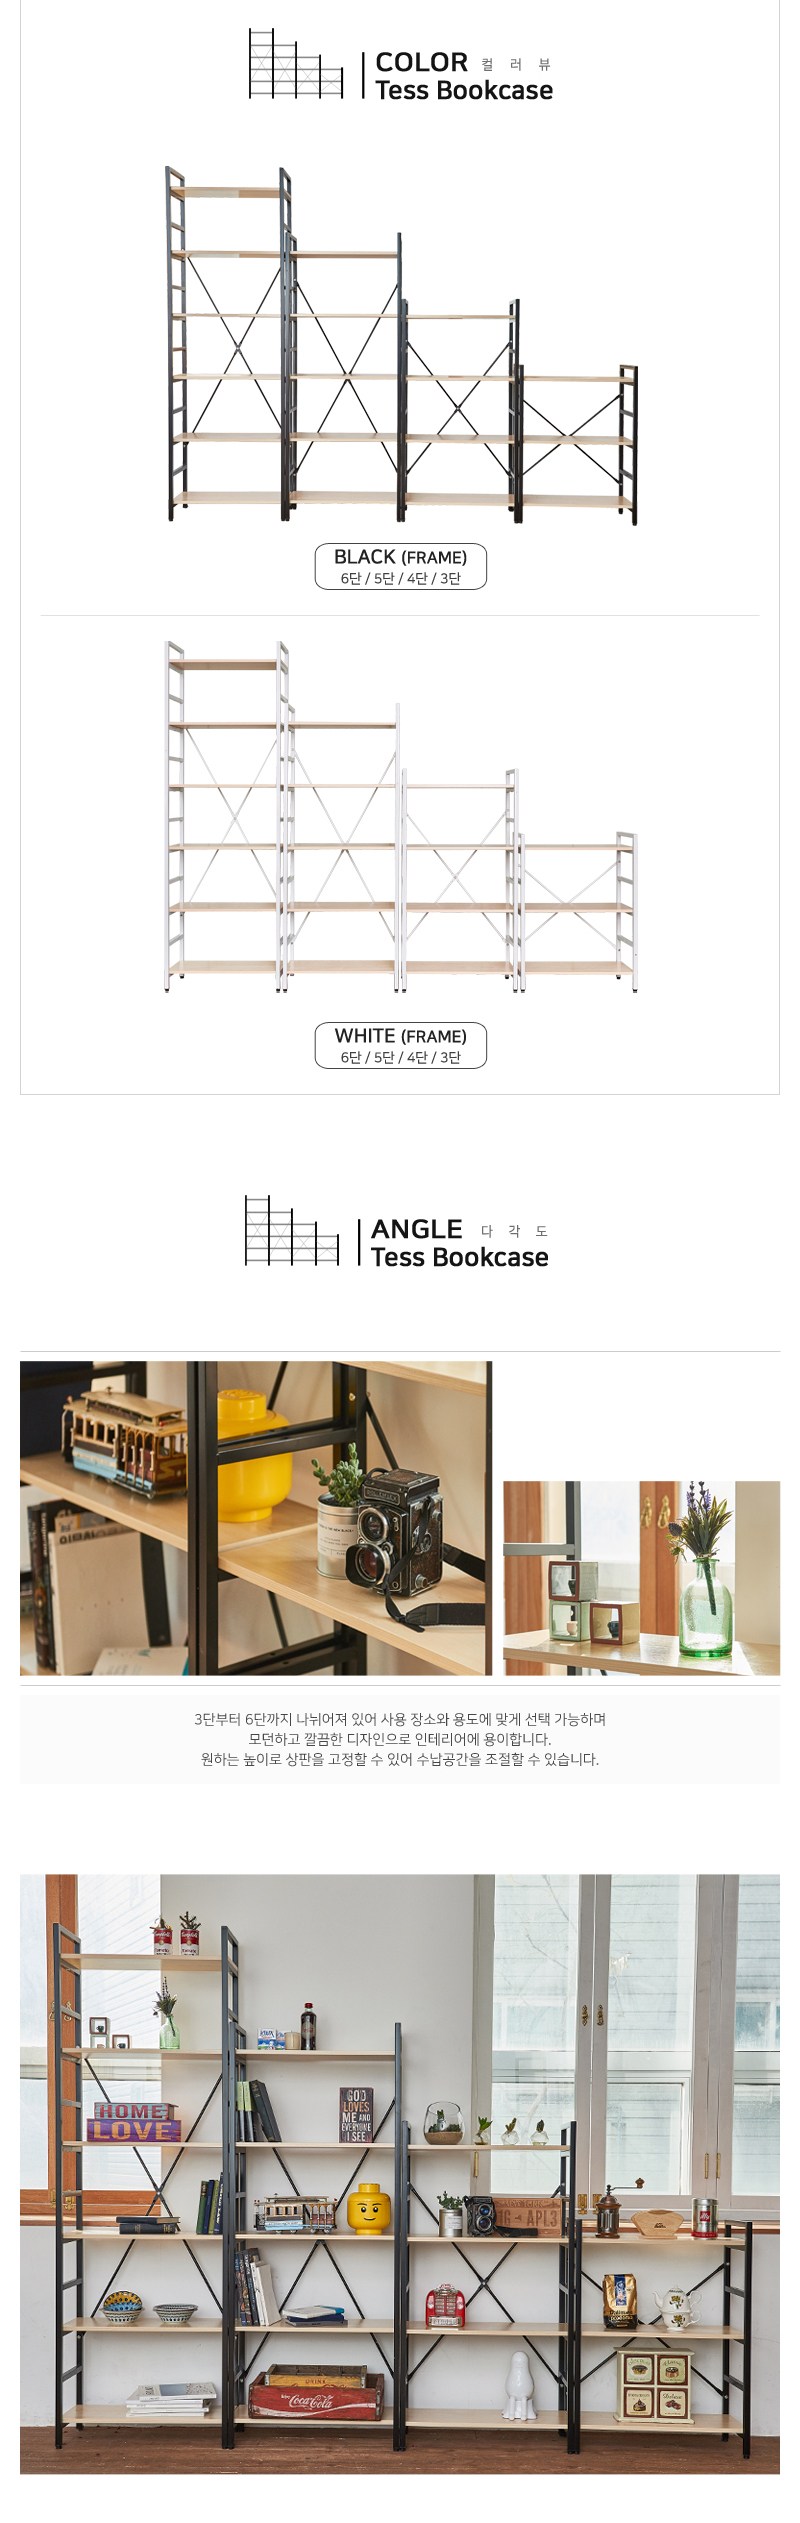 COLOR 컬 러 뷰
Tess Bookcase
BLACK (FRAME)
6단 / 5단 / 4단 / 3단
WHITE (FRAME)
6단 / 5단 / 4단 / 3단
ANGLE 다 각 도
Tess Bookcase
3단부터 6단까지 나뉘어져 있어 사용 장소와 용도에 맞게 선택 가능하며
모던하고 깔끔한 디자인으로 인테리어에 용이합니다.
원하는 높이로 상판을 고정할 수 있어 수납공간을 조절할 수 있습니다.
HOME
LOVE
GOD
LOVES
ME AND
EVERYONE
I SEE
APL3
illy
Coca-Cola